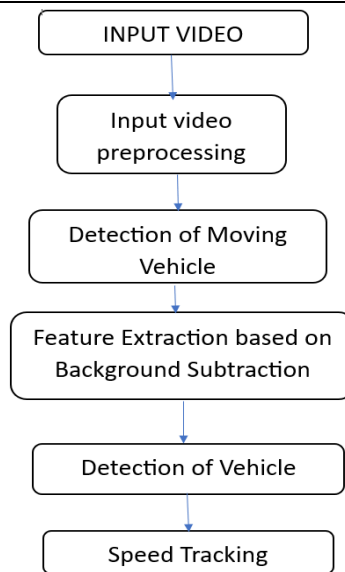 INPUT VIDEO
Input video
preprocessing
Detection of Moving
Vehicle
Feature Extraction based on
Background Subtraction
Detection of Vehicle
Speed Tracking